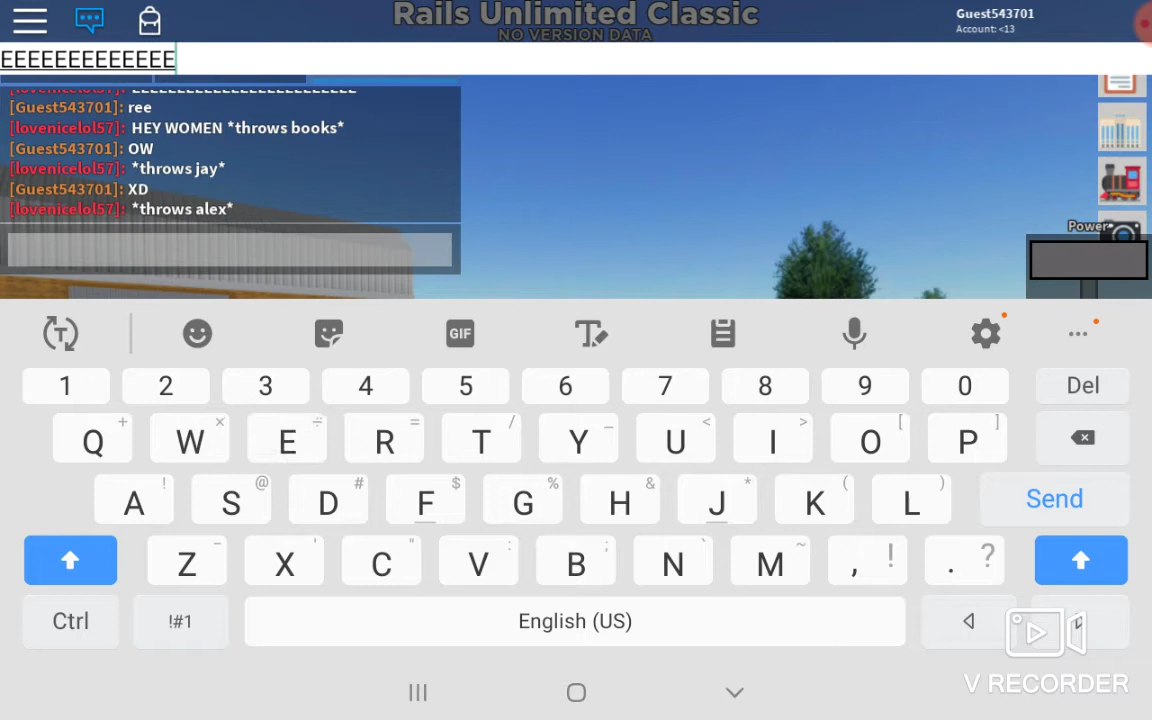 Rails Unlimited Classic
NO VERSION DATA
Guest543701
Account: <13
EEEEEEEEEEEEE
[Guest543701]: ree
[lovenicelol57]: HEY WOMEN *throws books*
[Guest543701]: OW
[lovenicelol57]: *throws jay*
[Guest543701]: XD
[lovenicelol57]: *throws alex*
Power
T GIF T
1 2 3 4 5 6 7 8 9 0 Del
+ × ÷ = / _ < > [ ]
Q W E R T Y U I O P
! @ # $ % & * ( )
A S D F G H J K L Send
- ' " : ; ` ~ ! ?
Z X C V B N M , .
Ctrl !#1 English (US)
V RECORDER